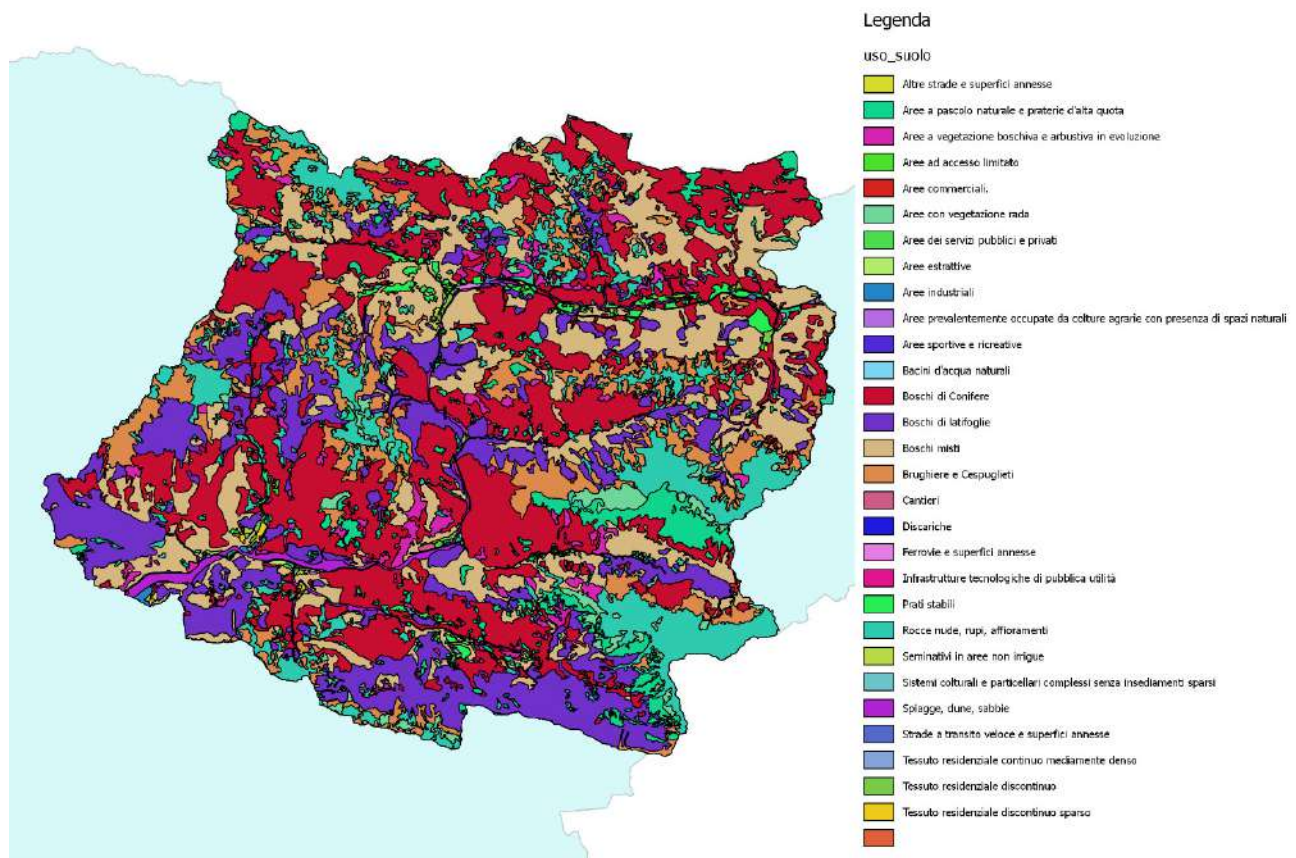 Legenda
uso_suolo
Altre strade e superfici annesse
Aree a pascolo naturale e praterie d'alta quota
Aree a vegetazione boschiva e arbustiva in evoluzione
Aree ad accesso limitato
Aree commerciali.
Aree con vegetazione rada
Aree dei servizi pubblici e privati
Aree estrattive
Aree industriali
Aree prevalentemente occupate da colture agrarie con presenza di spazi naturali
Aree sportive e ricreative
Bacini d'acqua naturali
Boschi di Conifere
Boschi di latifoglie
Boschi misti
Brughiere e Cespuglieti
Cantieri
Discariche
Ferrovie e superfici annesse
Infrastrutture tecnologiche di pubblica utilità
Prati stabili
Rocce nude, rupi, affioramenti
Seminativi in aree non irrigue
Sistemi colturali e particellari complessi senza insediamenti sparsi
Spiagge, dune, sabbie
Strade a transito veloce e superfici annesse
Tessuto residenziale continuo mediamente denso
Tessuto residenziale discontinuo
Tessuto residenziale discontinuo sparso